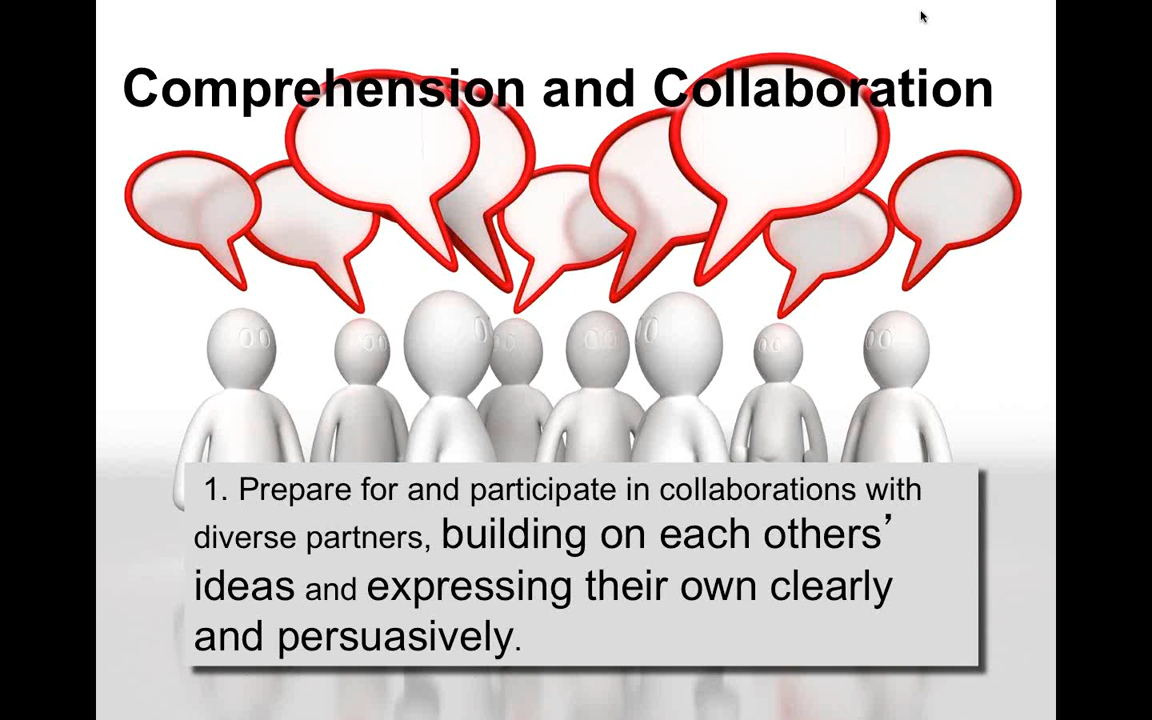 Comprehension and Collaboration
1. Prepare for and participate in collaborations with
diverse partners, building on each others’
ideas and expressing their own clearly
and persuasively.